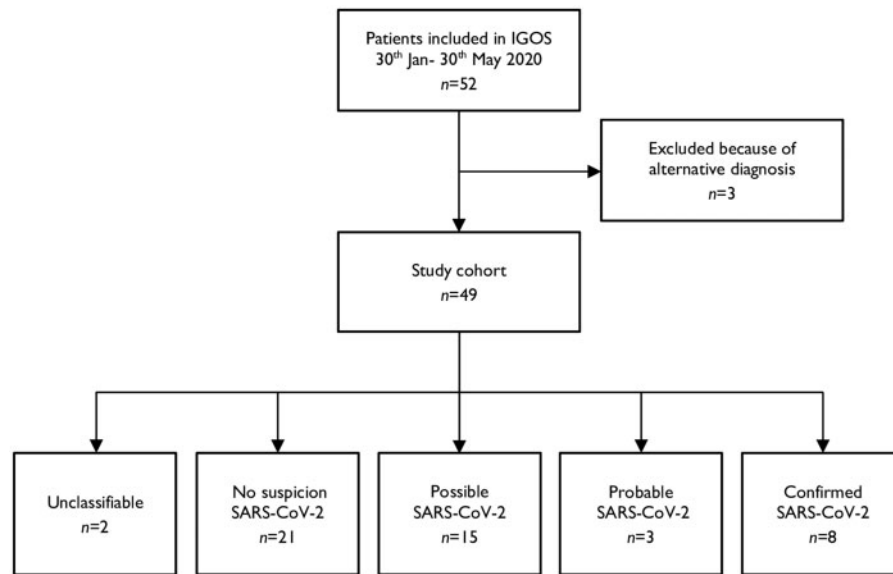 Patients included in IGOS
30th Jan- 30th May 2020
n=52
Excluded because of
alternative diagnosis
n=3
Study cohort
n=49
Unclassifiable
n=2
No suspicion
SARS-CoV-2
n=21
Possible
SARS-CoV-2
n=15
Probable
SARS-CoV-2
n=3
Confirmed
SARS-CoV-2
n=8